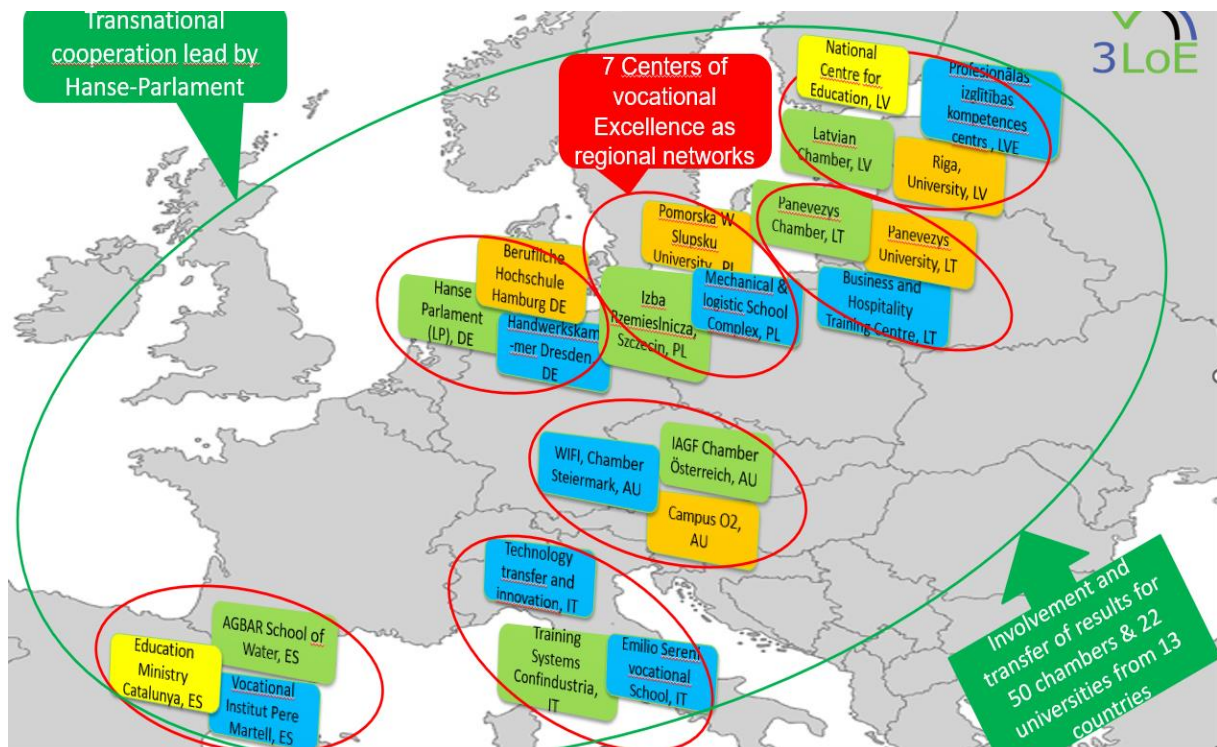 Transnational
cooperation lead by
Hanse-Parlament
7 Centers of
vocational
Excellence as
regional networks
3LoE
National
Centre for
Education, LV
Profesionālas
izglītības
kompetences
centrs , LVE
Latvian
Chamber, LV
Riga,
University, LV
Panevezys
Chamber, LT
Panevezys
University, LT
Business and
Hospitality
Training Centre, LT
Pomorska W
Slupsku
University, PL
Mechanical &
logistic School
Complex, PL
Izba
Rzemieslnicza,
Szczecin, PL
Berufliche
Hochschule
Hamburg DE
Hanse
Parlament
(LP), DE
Handwerkskam
-mer Dresden,
DE
WIFI, Chamber
Steiermark, AU
IAGF Chamber
Österreich, AU
Campus O2,
AU
Technology
transfer and
innovation, IT
Training
Systems
Confindustria,
IT
Emilio Sereni
vocational
School, IT
AGBAR School of
Water, ES
Education
Ministry
Catalunya, ES
Vocational
Institut Pere
Martell, ES
Involvement and
transfer of results for
50 chambers & 22
universities from 13
countries